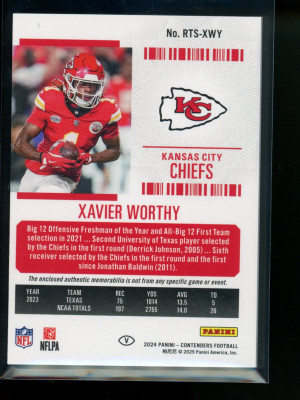 No. RTS-XWY
KC
KANSAS CITY
CHIEFS
XAVIER WORTHY
Big 12 Offensive Freshman of the Year and All-Big 12 First Team
selection in 2021 ... Second University of Texas player selected
by the Chiefs in the first round (Derrick Johnson, 2005) ... Sixth
receiver selected by the Chiefs in the first round and the first
since Jonathan Baldwin (2011).
The enclosed authentic memorabilia is not from any specific game or event.
YEAR TEAM REC YDS AVG TD
2023 TEXAS 75 1014 13.5 5
NCAA TOTALS 197 2755 14.0 26
NFL NFLPA PANINI
V 2024 PANINI - CONTENDERS FOOTBALL
© 2025 Panini America, Inc.